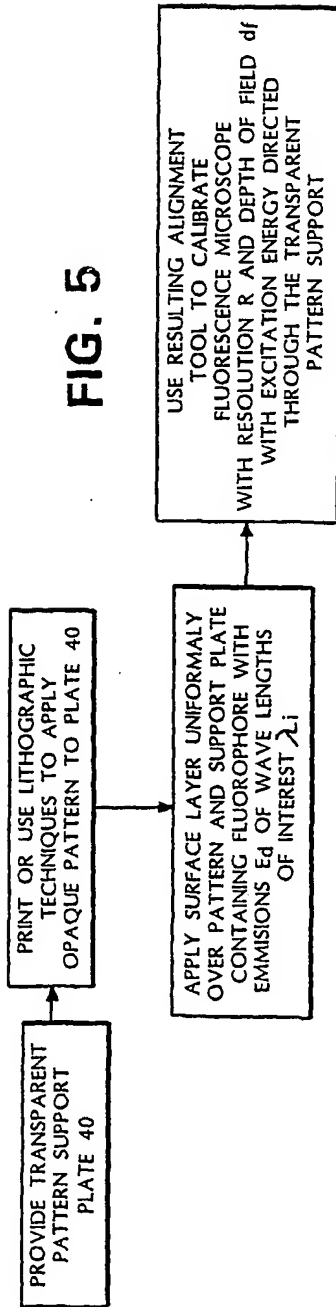 FIG. 5
PROVIDE TRANSPARENT
PATTERN SUPPORT
PLATE 40
PRINT OR USE LITHOGRAPHIC
TECHNIQUES TO APPLY
OPAQUE PATTERN TO PLATE 40
APPLY SURFACE LAYER UNIFORMALY
OVER PATTERN AND SUPPORT PLATE
CONTAINING FLUOROPHORE WITH
EMMISIONS Ed OF WAVE LENGTHS
OF INTEREST λi
USE RESULTING ALIGNMENT
TOOL TO CALIBRATE
FLUORESCENCE MICROSCOPE
WITH RESOLUTION R AND DEPTH OF FIELD df
WITH EXCITATION ENERGY DIRECTED
THROUGH THE TRANSPARENT
PATTERN SUPPORT